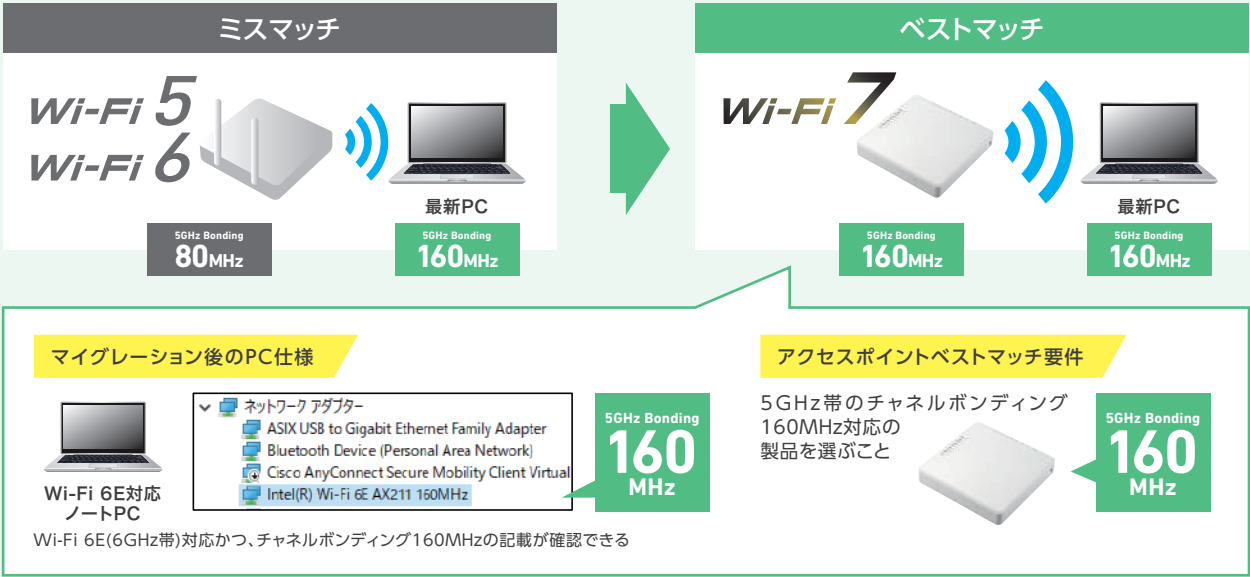 ミスマッチ
Wi-Fi 5
Wi-Fi 6
最新PC
5GHz Bonding
80MHz
5GHz Bonding
160MHz
ベストマッチ
Wi-Fi 7
最新PC
5GHz Bonding
160MHz
5GHz Bonding
160MHz
マイグレーション後のPC仕様
Wi-Fi 6E対応
ノートPC
ネットワーク アダプター
ASIX USB to Gigabit Ethernet Family Adapter
Bluetooth Device (Personal Area Network)
Cisco AnyConnect Secure Mobility Client Virtual
Intel(R) Wi-Fi 6E AX211 160MHz
5GHz Bonding
160
MHz
Wi-Fi 6E(6GHz帯)対応かつ、チャネルボンディング160MHzの記載が確認できる
アクセスポイントベストマッチ要件
5GHz帯のチャネルボンディング
160MHz対応の
製品を選ぶこと
5GHz Bonding
160
MHz